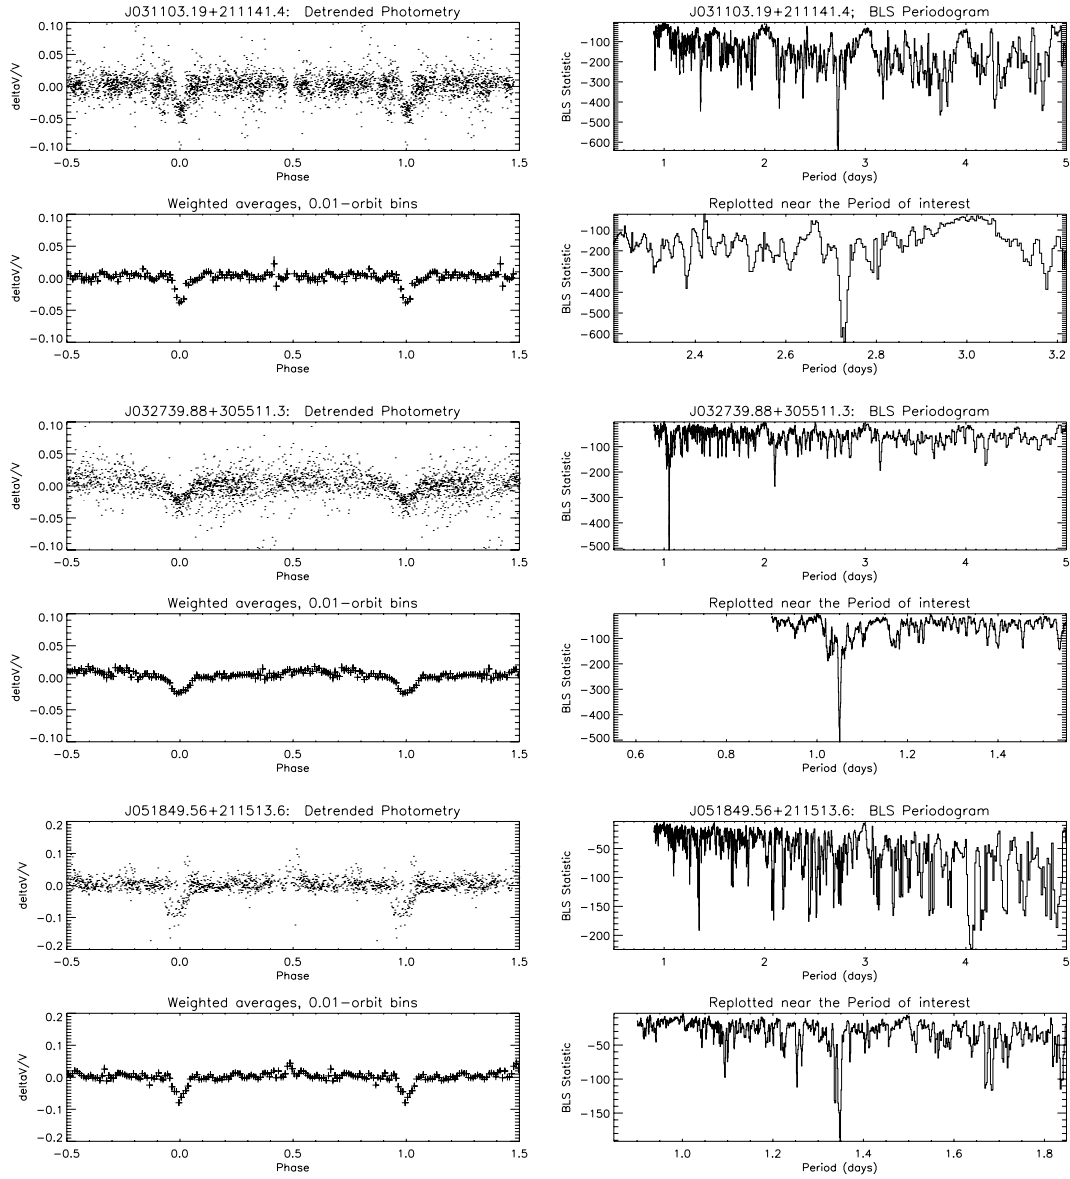 J031103.19+211141.4: Detrended Photometry
deltaV/V
0.10
0.05
0.00
−0.05
−0.10
−0.5 0.0 0.5 1.0 1.5
Phase
J031103.19+211141.4; BLS Periodogram
BLS Statistic
−100
−200
−300
−400
−500
−600
1 2 3 4 5
Period (days)
Weighted averages, 0.01−orbit bins
deltaV/V
0.10
0.05
0.00
−0.05
−0.10
−0.5 0.0 0.5 1.0 1.5
Phase
Replotted near the Period of interest
BLS Statistic
−100
−200
−300
−400
−500
−600
2.4 2.6 2.8 3.0 3.2
Period (days)
J032739.88+305511.3: Detrended Photometry
deltaV/V
0.10
0.05
0.00
−0.05
−0.10
−0.5 0.0 0.5 1.0 1.5
Phase
J032739.88+305511.3: BLS Periodogram
BLS Statistic
−100
−200
−300
−400
−500
1 2 3 4 5
Period (days)
Weighted averages, 0.01−orbit bins
deltaV/V
0.10
0.05
0.00
−0.05
−0.10
−0.5 0.0 0.5 1.0 1.5
Phase
Replotted near the Period of interest
BLS Statistic
−100
−200
−300
−400
−500
0.6 0.8 1.0 1.2 1.4
Period (days)
J051849.56+211513.6: Detrended Photometry
deltaV/V
0.2
0.1
0.0
−0.1
−0.2
−0.5 0.0 0.5 1.0 1.5
Phase
J051849.56+211513.6: BLS Periodogram
BLS Statistic
−50
−100
−150
−200
1 2 3 4 5
Period (days)
Weighted averages, 0.01−orbit bins
deltaV/V
0.2
0.1
0.0
−0.1
−0.2
−0.5 0.0 0.5 1.0 1.5
Phase
Replotted near the Period of interest
BLS Statistic
−50
−100
−150
1.0 1.2 1.4 1.6 1.8
Period (days)